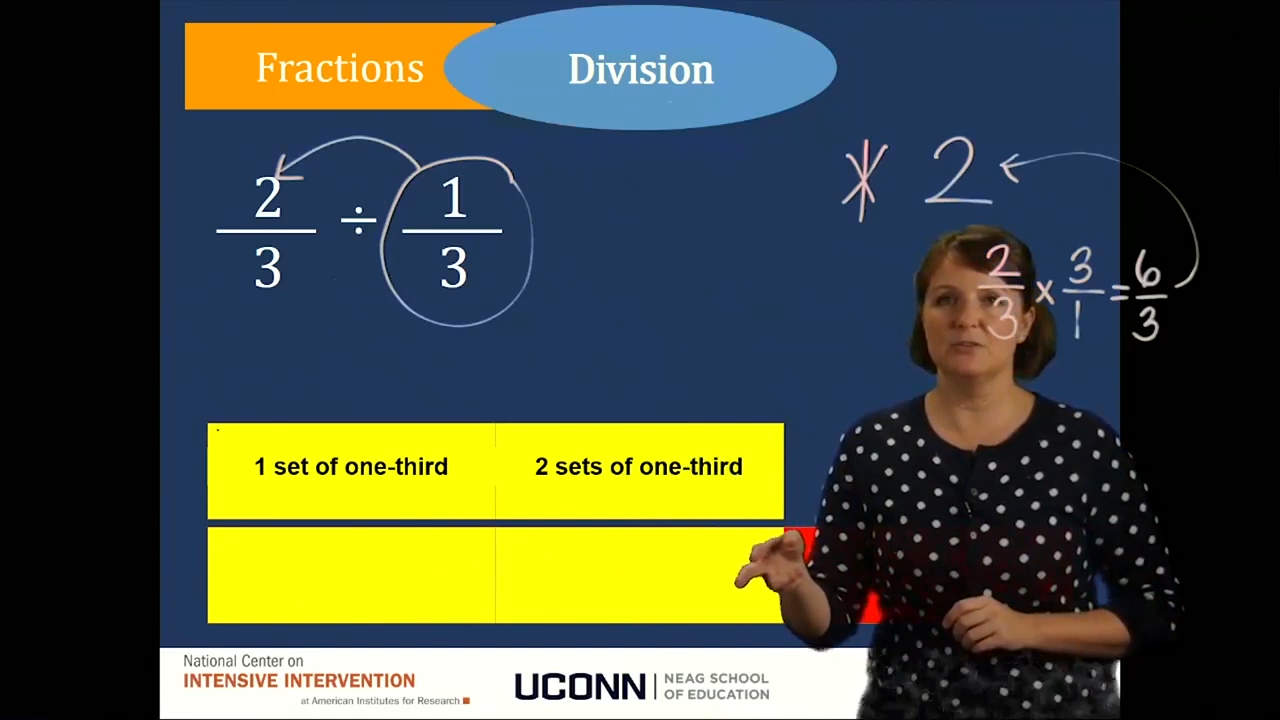 Fractions
Division
2/3 ÷ 1/3
* 2
2/3 x 3/1 = 6/3
1 set of one-third
2 sets of one-third
National Center on
INTENSIVE INTERVENTION
at American Institutes for Research
UCONN
NEAG SCHOOL
OF EDUCATION